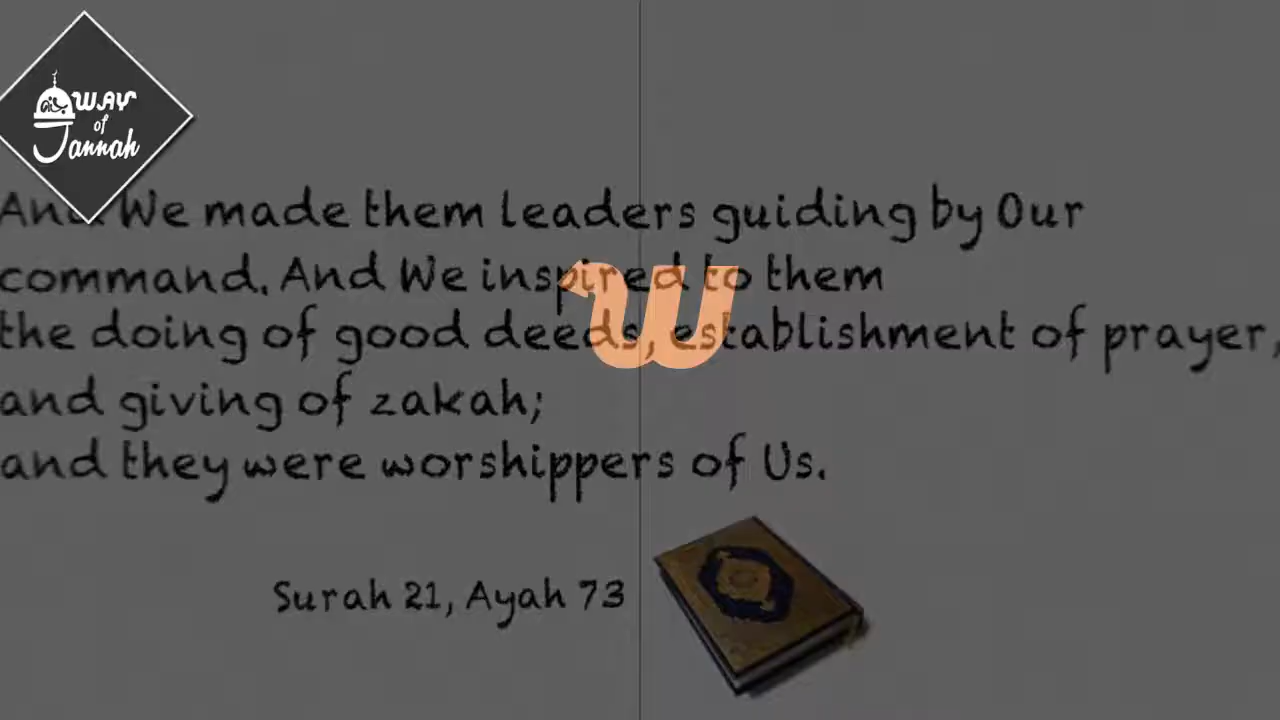 WAY
of
Jannah
And We made them leaders guiding by Our
command. And We inspired to them
the doing of good deeds, establishment of prayer,
and giving of zakah;
and they were worshippers of Us.
Surah 21, Ayah 73
w